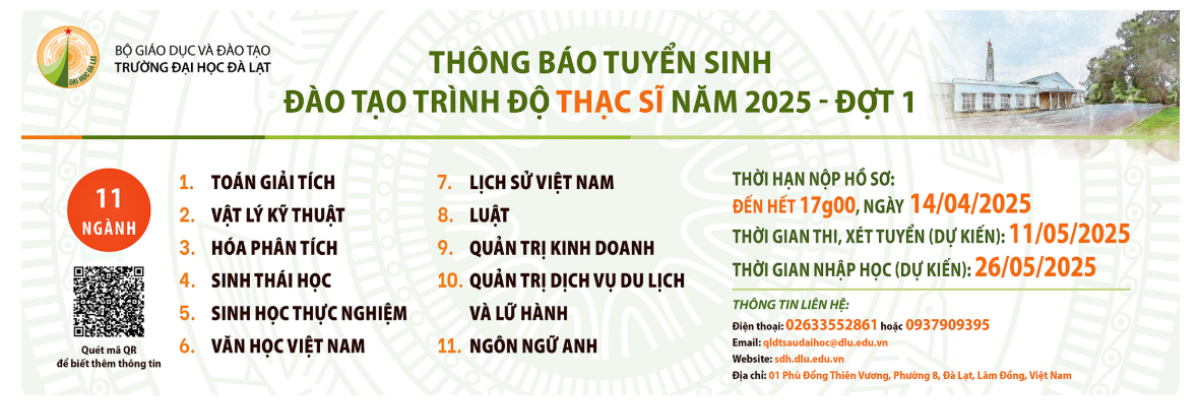 BỘ GIÁO DỤC VÀ ĐÀO TẠO
TRƯỜNG ĐẠI HỌC ĐÀ LẠT
ĐẠI HỌC ĐÀ LẠT
THÔNG BÁO TUYỂN SINH
ĐÀO TẠO TRÌNH ĐỘ THẠC SĨ NĂM 2025 - ĐỢT 1
11
NGÀNH
Quét mã QR
để biết thêm thông tin
1. TOÁN GIẢI TÍCH
2. VẬT LÝ KỸ THUẬT
3. HÓA PHÂN TÍCH
4. SINH THÁI HỌC
5. SINH HỌC THỰC NGHIỆM
6. VĂN HỌC VIỆT NAM
7. LỊCH SỬ VIỆT NAM
8. LUẬT
9. QUẢN TRỊ KINH DOANH
10. QUẢN TRỊ DỊCH VỤ DU LỊCH
VÀ LỮ HÀNH
11. NGÔN NGỮ ANH
THỜI HẠN NỘP HỒ SƠ:
ĐẾN HẾT 17g00, NGÀY 14/04/2025
THỜI GIAN THI, XÉT TUYỂN (DỰ KIẾN): 11/05/2025
THỜI GIAN NHẬP HỌC (DỰ KIẾN): 26/05/2025
THÔNG TIN LIÊN HỆ:
Điện thoại: 02633552861 hoặc 0937909395
Email: qldtsaudaihoc@dlu.edu.vn
Website: sdh.dlu.edu.vn
Địa chỉ: 01 Phù Đổng Thiên Vương, Phường 8, Đà Lạt, Lâm Đồng, Việt Nam